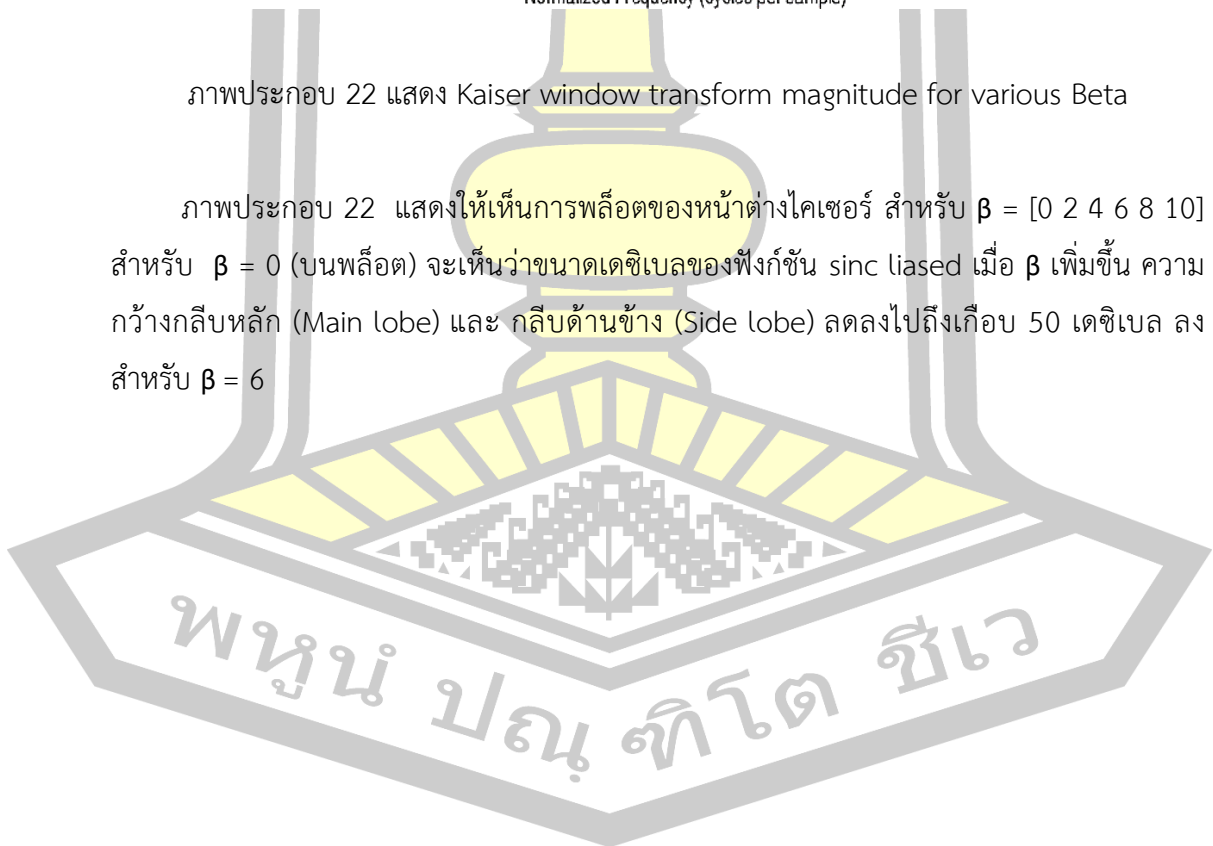 Normalized Frequency (cycles per sample)
ภาพประกอบ 22 แสดง Kaiser window transform magnitude for various Beta
ภาพประกอบ 22 แสดงให้เห็นการพล็อตของหน้าต่างไคเซอร์ สำหรับ β = [0 2 4 6 8 10]
สำหรับ β = 0 (บนพล็อต) จะเห็นว่าขนาดเดซิเบลของฟังก์ชัน sinc liased เมื่อ β เพิ่มขึ้น ความ
กว้างกลีบหลัก (Main lobe) และ กลีบด้านข้าง (Side lobe) ลดลงไปถึงเกือบ 50 เดซิเบล ลง
สำหรับ β = 6
พหูนํ ปณฺฑิโต ชีเว